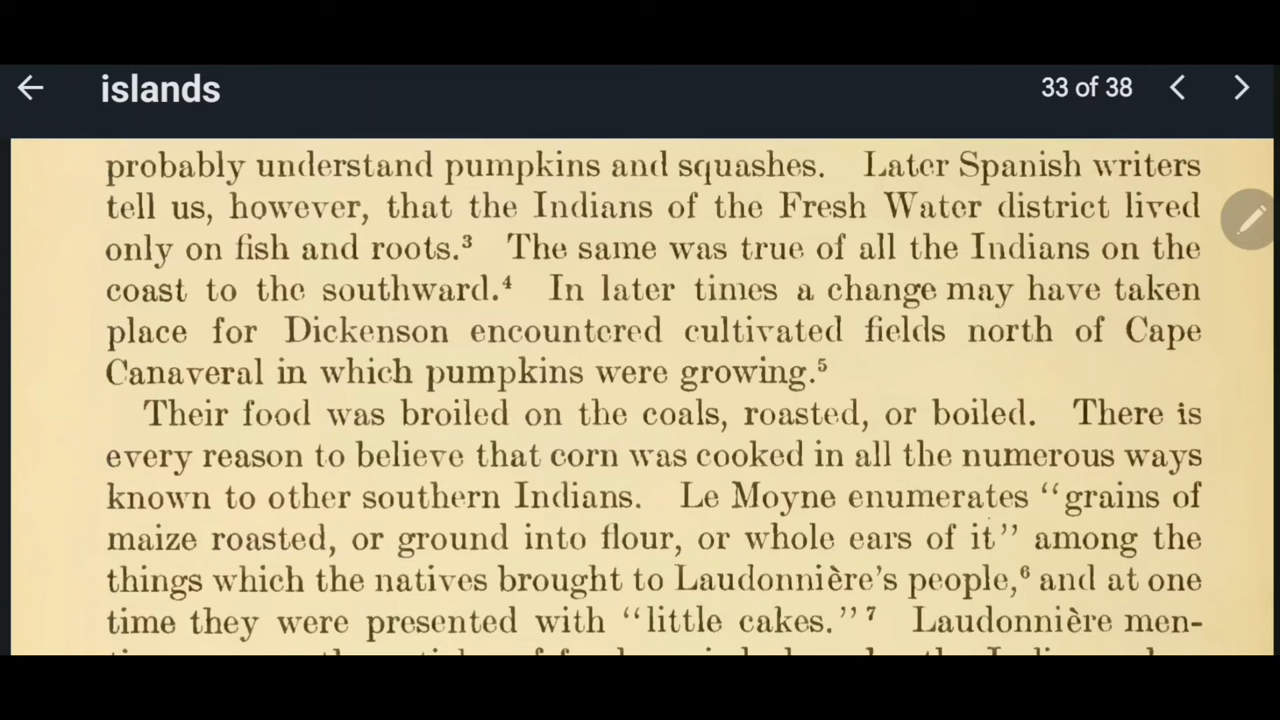 islands
33 of 38
probably understand pumpkins and squashes. Later Spanish writers
tell us, however, that the Indians of the Fresh Water district lived
only on fish and roots.³ The same was true of all the Indians on the
coast to the southward.⁴ In later times a change may have taken
place for Dickenson encountered cultivated fields north of Cape
Canaveral in which pumpkins were growing.⁵
Their food was broiled on the coals, roasted, or boiled. There is
every reason to believe that corn was cooked in all the numerous ways
known to other southern Indians. Le Moyne enumerates “grains of
maize roasted, or ground into flour, or whole ears of it” among the
things which the natives brought to Laudonnière’s people,⁶ and at one
time they were presented with “little cakes.”⁷ Laudonnière men-